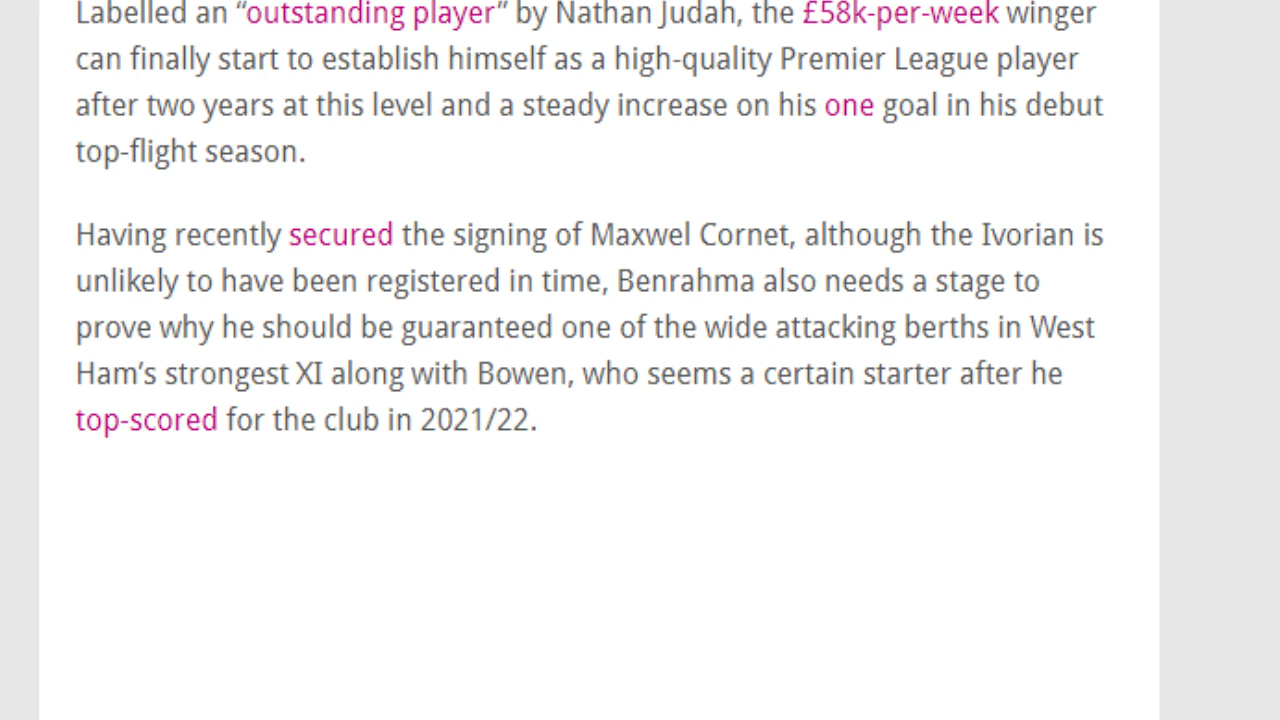 Labelled an “outstanding player” by Nathan Judah, the £58k-per-week winger
can finally start to establish himself as a high-quality Premier League player
after two years at this level and a steady increase on his one goal in his debut
top-flight season.
Having recently secured the signing of Maxwel Cornet, although the Ivorian is
unlikely to have been registered in time, Benrahma also needs a stage to
prove why he should be guaranteed one of the wide attacking berths in West
Ham’s strongest XI along with Bowen, who seems a certain starter after he
top-scored for the club in 2021/22.